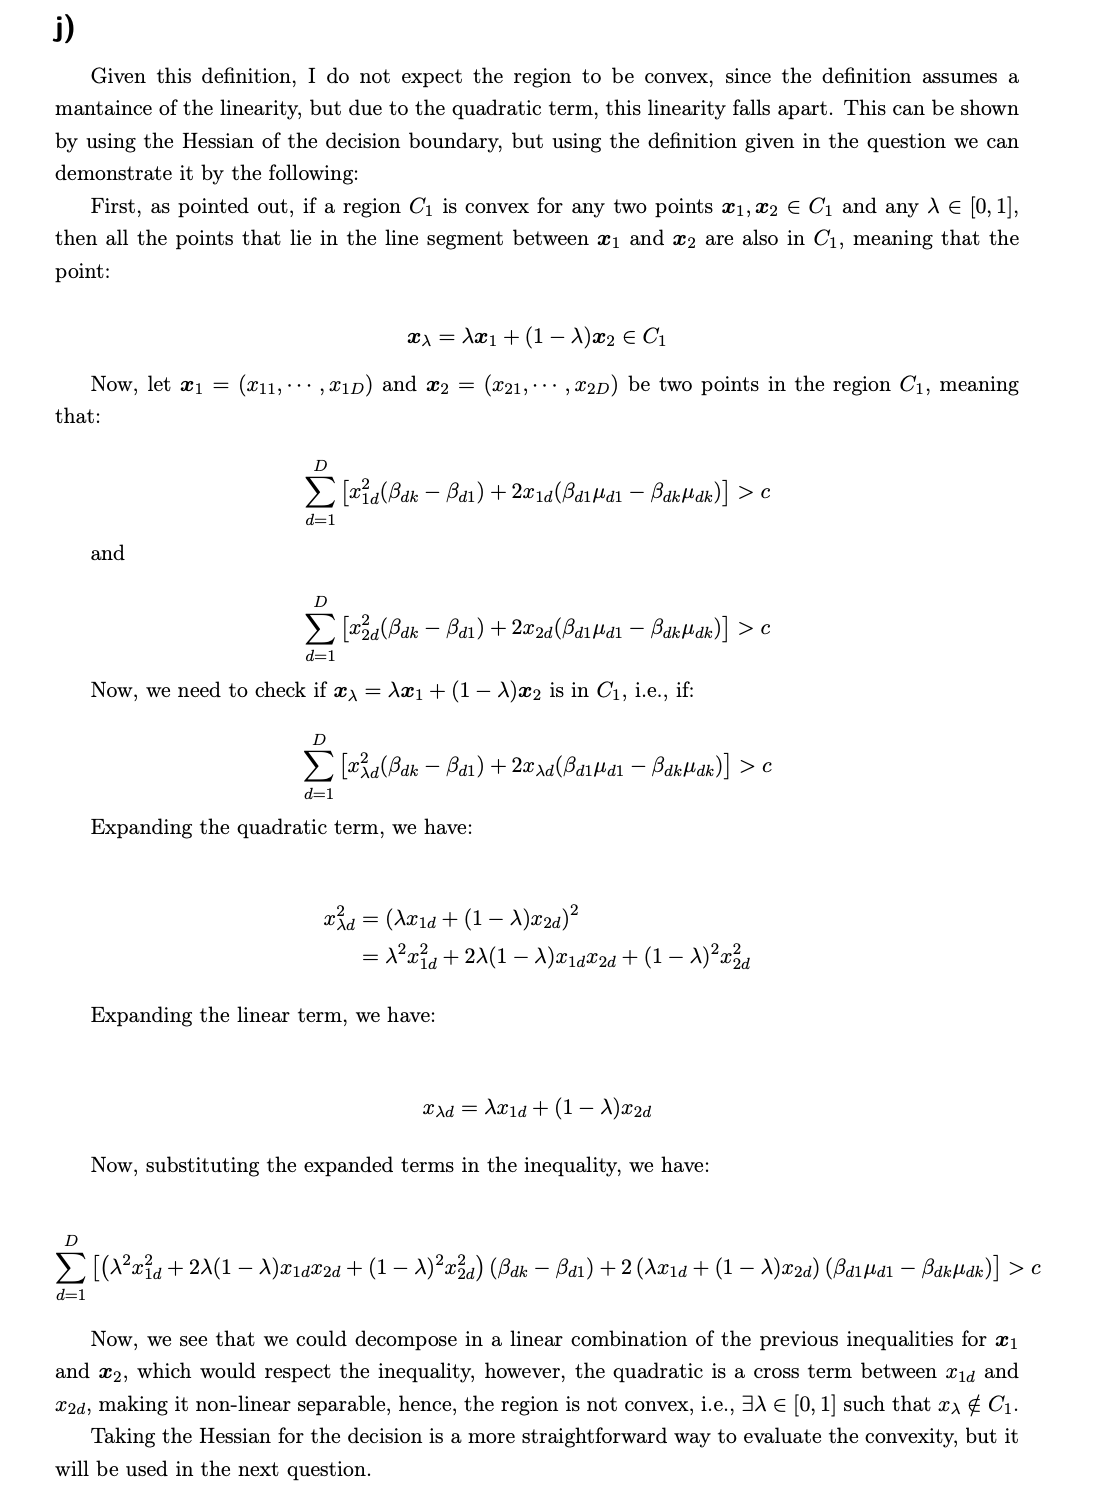 j)
Given this definition, I do not expect the region to be convex, since the definition assumes a
mantaince of the linearity, but due to the quadratic term, this linearity falls apart. This can be shown
by using the Hessian of the decision boundary, but using the definition given in the question we can
demonstrate it by the following:
First, as pointed out, if a region $C_1$ is convex for any two points $\boldsymbol{x}_1, \boldsymbol{x}_2 \in C_1$ and any $\lambda \in [0, 1]$,
then all the points that lie in the line segment between $\boldsymbol{x}_1$ and $\boldsymbol{x}_2$ are also in $C_1$, meaning that the
point:
$\boldsymbol{x}_\lambda = \lambda \boldsymbol{x}_1 + (1 - \lambda)\boldsymbol{x}_2 \in C_1$
Now, let $\boldsymbol{x}_1 = (x_{11}, \cdots, x_{1D})$ and $\boldsymbol{x}_2 = (x_{21}, \cdots, x_{2D})$ be two points in the region $C_1$, meaning
that:
$\sum_{d=1}^{D} \left[ x_{1d}^2(\beta_{dk} - \beta_{d1}) + 2x_{1d}(\beta_{d1}\mu_{d1} - \beta_{dk}\mu_{dk}) \right] > c$
and
$\sum_{d=1}^{D} \left[ x_{2d}^2(\beta_{dk} - \beta_{d1}) + 2x_{2d}(\beta_{d1}\mu_{d1} - \beta_{dk}\mu_{dk}) \right] > c$
Now, we need to check if $\boldsymbol{x}_\lambda = \lambda \boldsymbol{x}_1 + (1 - \lambda)\boldsymbol{x}_2$ is in $C_1$, i.e., if:
$\sum_{d=1}^{D} \left[ x_{\lambda d}^2(\beta_{dk} - \beta_{d1}) + 2x_{\lambda d}(\beta_{d1}\mu_{d1} - \beta_{dk}\mu_{dk}) \right] > c$
Expanding the quadratic term, we have:
$x_{\lambda d}^2 = (\lambda x_{1d} + (1 - \lambda)x_{2d})^2$
$= \lambda^2 x_{1d}^2 + 2\lambda(1 - \lambda)x_{1d}x_{2d} + (1 - \lambda)^2 x_{2d}^2$
Expanding the linear term, we have:
$x_{\lambda d} = \lambda x_{1d} + (1 - \lambda)x_{2d}$
Now, substituting the expanded terms in the inequality, we have:
$\sum_{d=1}^{D} \left[ \left( \lambda^2 x_{1d}^2 + 2\lambda(1 - \lambda)x_{1d}x_{2d} + (1 - \lambda)^2 x_{2d}^2 \right) (\beta_{dk} - \beta_{d1}) + 2 (\lambda x_{1d} + (1 - \lambda)x_{2d}) (\beta_{d1}\mu_{d1} - \beta_{dk}\mu_{dk}) \right] > c$
Now, we see that we could decompose in a linear combination of the previous inequalities for $\boldsymbol{x}_1$
and $\boldsymbol{x}_2$, which would respect the inequality, however, the quadratic is a cross term between $x_{1d}$ and
$x_{2d}$, making it non-linear separable, hence, the region is not convex, i.e., $\exists \lambda \in [0, 1]$ such that $x_\lambda \notin C_1$.
Taking the Hessian for the decision is a more straightforward way to evaluate the convexity, but it
will be used in the next question.